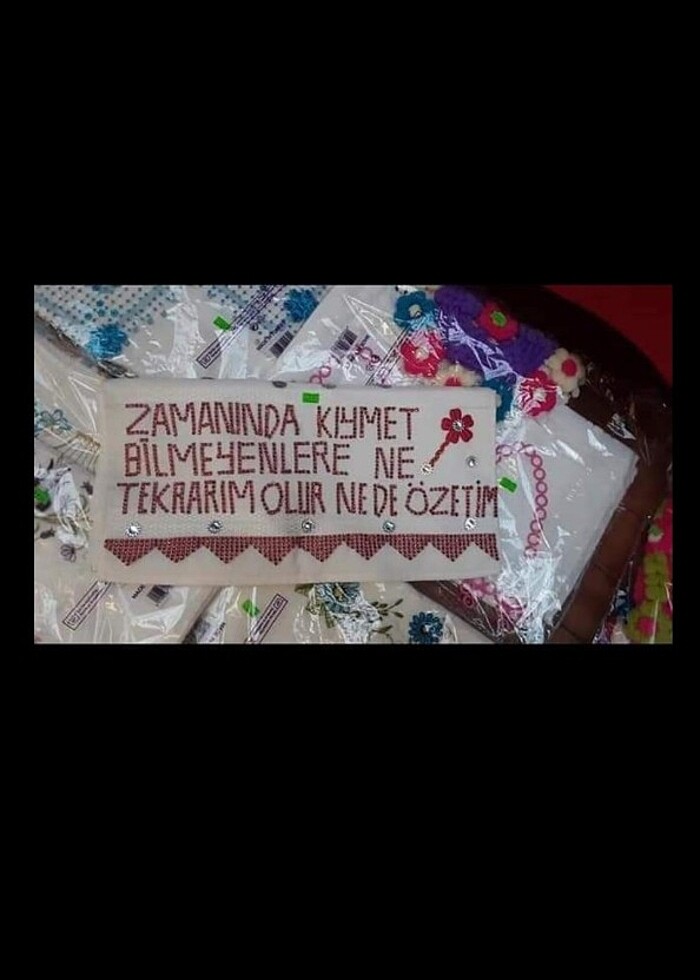 ZAMANINDA KIYMET
BİLMEYENLERE NE
TEKRARIM OLUR NE DE ÖZETİM